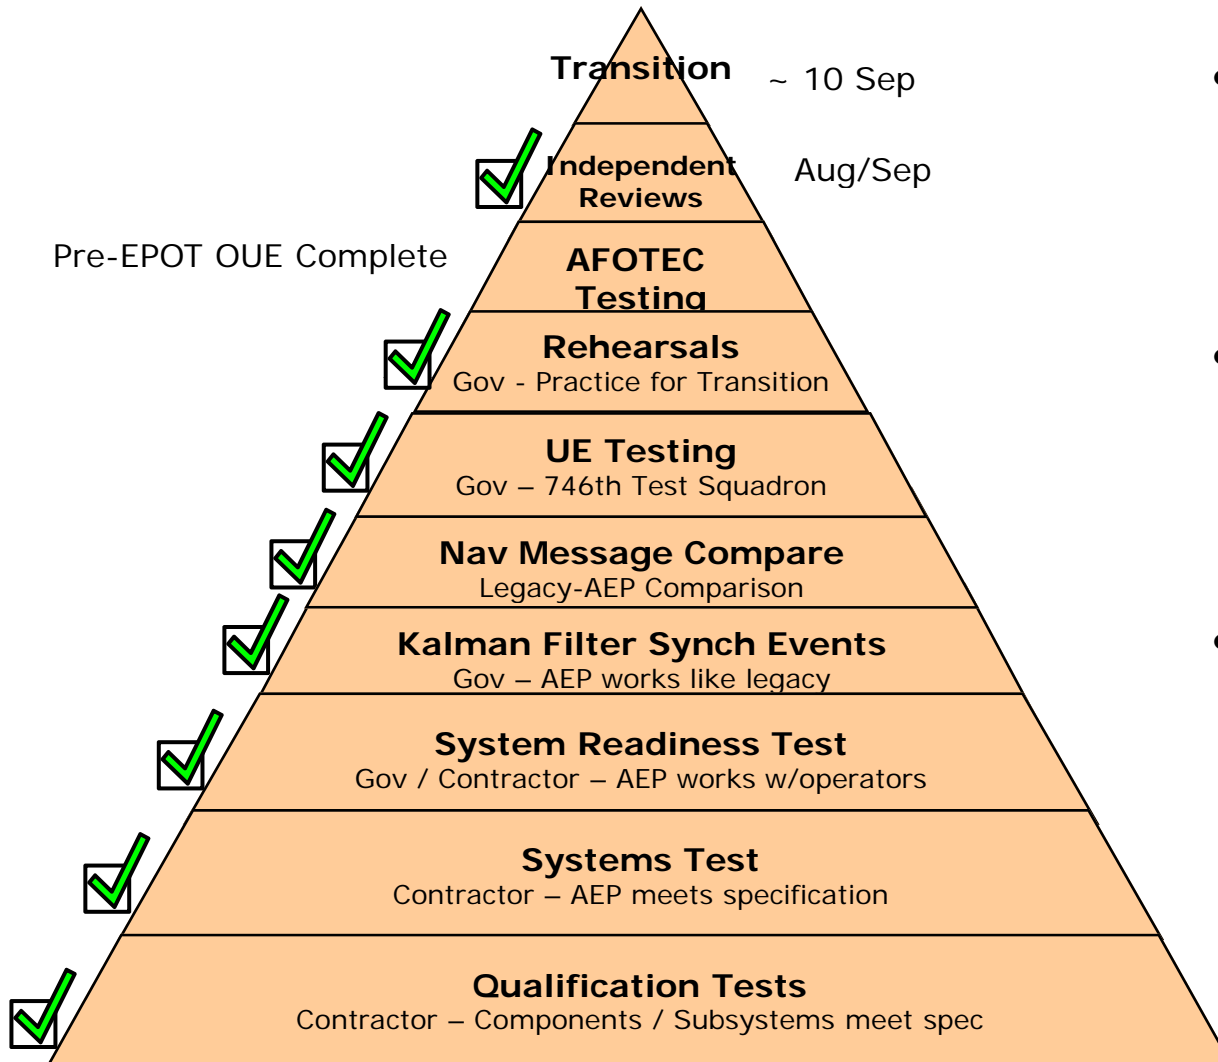 Transition
~ 10 Sep
Independent
Reviews
Aug/Sep
Pre-EPOT OUE Complete
AFOTEC
Testing
Rehearsals
Gov - Practice for Transition
UE Testing
Gov – 746th Test Squadron
Nav Message Compare
Legacy-AEP Comparison
Kalman Filter Synch Events
Gov – AEP works like legacy
System Readiness Test
Gov / Contractor – AEP works w/operators
Systems Test
Contractor – AEP meets specification
Qualification Tests
Contractor – Components / Subsystems meet spec